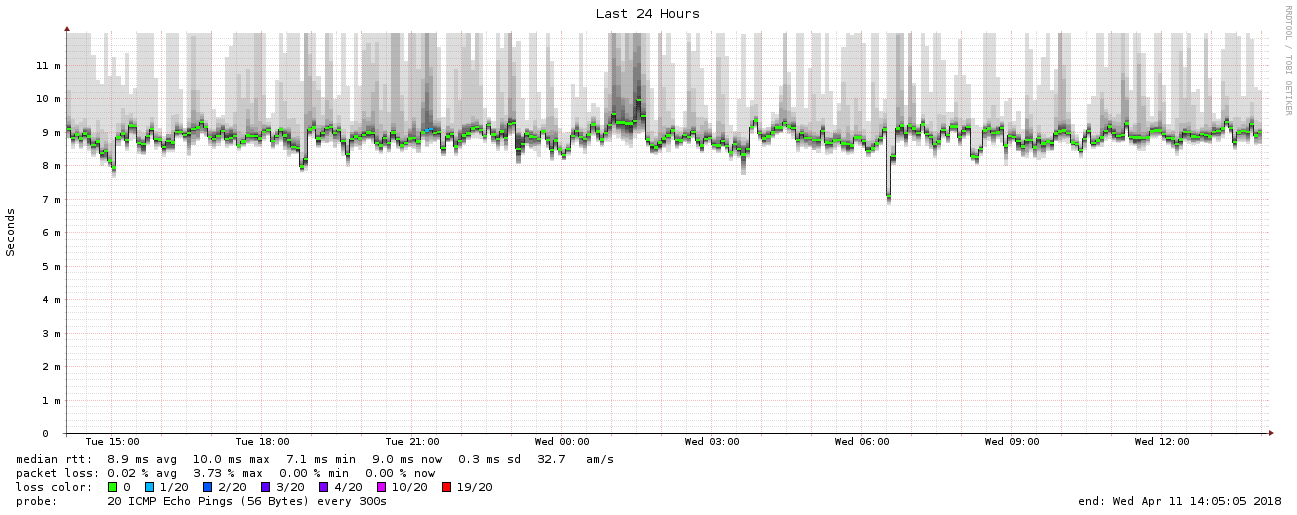 Last 24 Hours
RRDTOOL / TOBI OETIKER
Seconds
11 m
10 m
9 m
8 m
7 m
6 m
5 m
4 m
3 m
2 m
1 m
0
Tue 15:00 Tue 18:00 Tue 21:00 Wed 00:00 Wed 03:00 Wed 06:00 Wed 09:00 Wed 12:00
median rtt: 8.9 ms avg 10.0 ms max 7.1 ms min 9.0 ms now 0.3 ms sd 32.7 am/s
packet loss: 0.02 % avg 3.73 % max 0.00 % min 0.00 % now
loss color: 0 1/20 2/20 3/20 4/20 10/20 19/20
probe: 20 ICMP Echo Pings (56 Bytes) every 300s
end: Wed Apr 11 14:05:05 2018